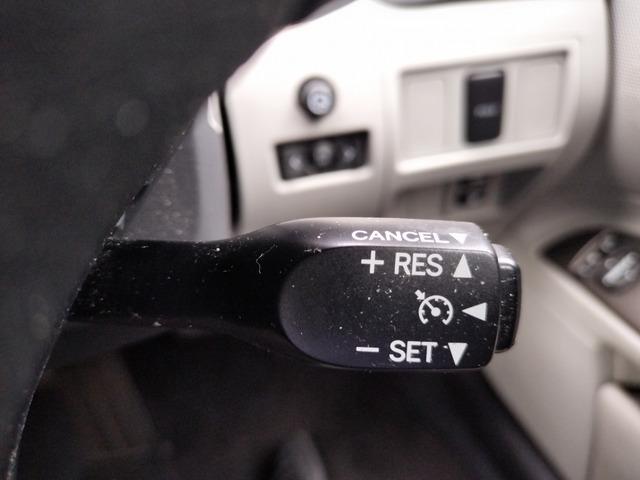 CANCEL▼
+ RES ▲
◀
− SET ▼